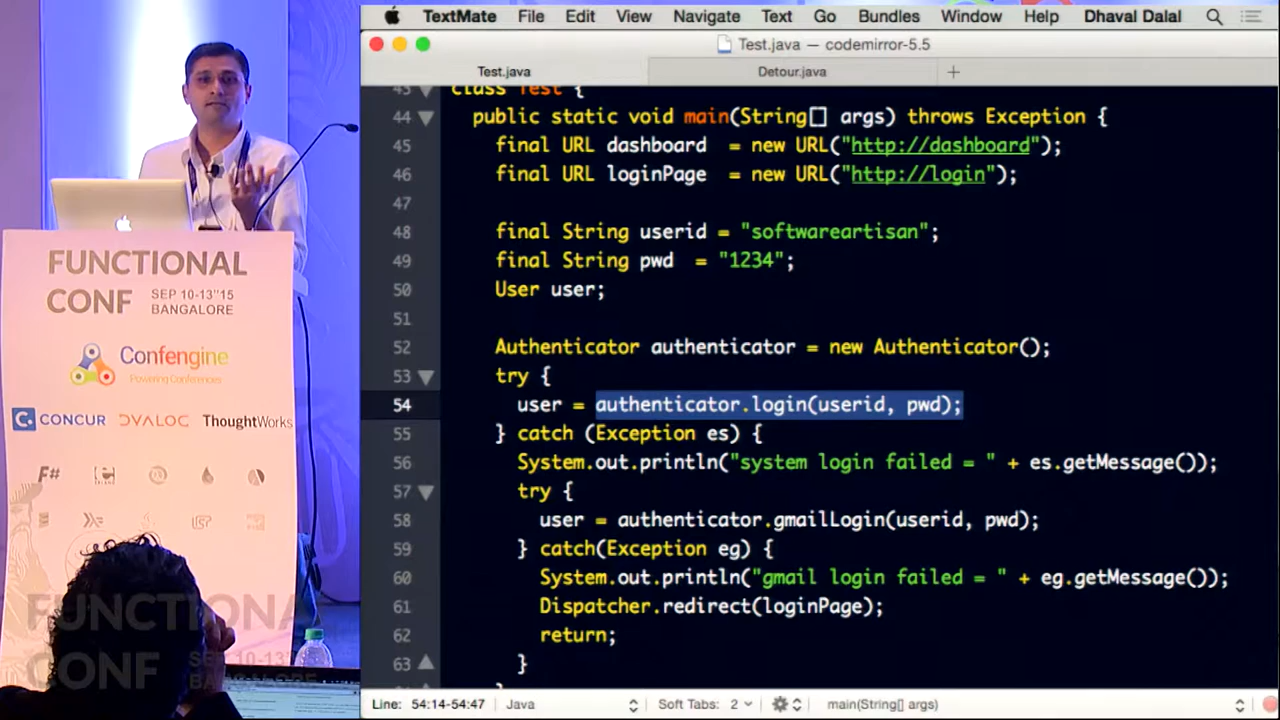 TextMate File Edit View Navigate Text Go Bundles Window Help Dhaval Dalal
Test.java — codemirror-5.5
Test.java Detour.java +
43 class Test {
44 public static void main(String[] args) throws Exception {
45 final URL dashboard = new URL("http://dashboard");
46 final URL loginPage = new URL("http://login");
47
48 final String userid = "softwareartisan";
49 final String pwd = "1234";
50 User user;
51
52 Authenticator authenticator = new Authenticator();
53 try {
54 user = authenticator.login(userid, pwd);
55 } catch (Exception es) {
56 System.out.println("system login failed = " + es.getMessage());
57 try {
58 user = authenticator.gmailLogin(userid, pwd);
59 } catch(Exception eg) {
60 System.out.println("gmail login failed = " + eg.getMessage());
61 Dispatcher.redirect(loginPage);
62 return;
63 }
Line: 54:14-54:47 Java Soft Tabs: 2 main(String[] args)
FUNCTIONAL
CONF SEP 10-13"15
BANGALORE
Confengine
Powering Conferences
CONCUR DYALOC ThoughtWorks
F#
FUNCTIONA
CONF